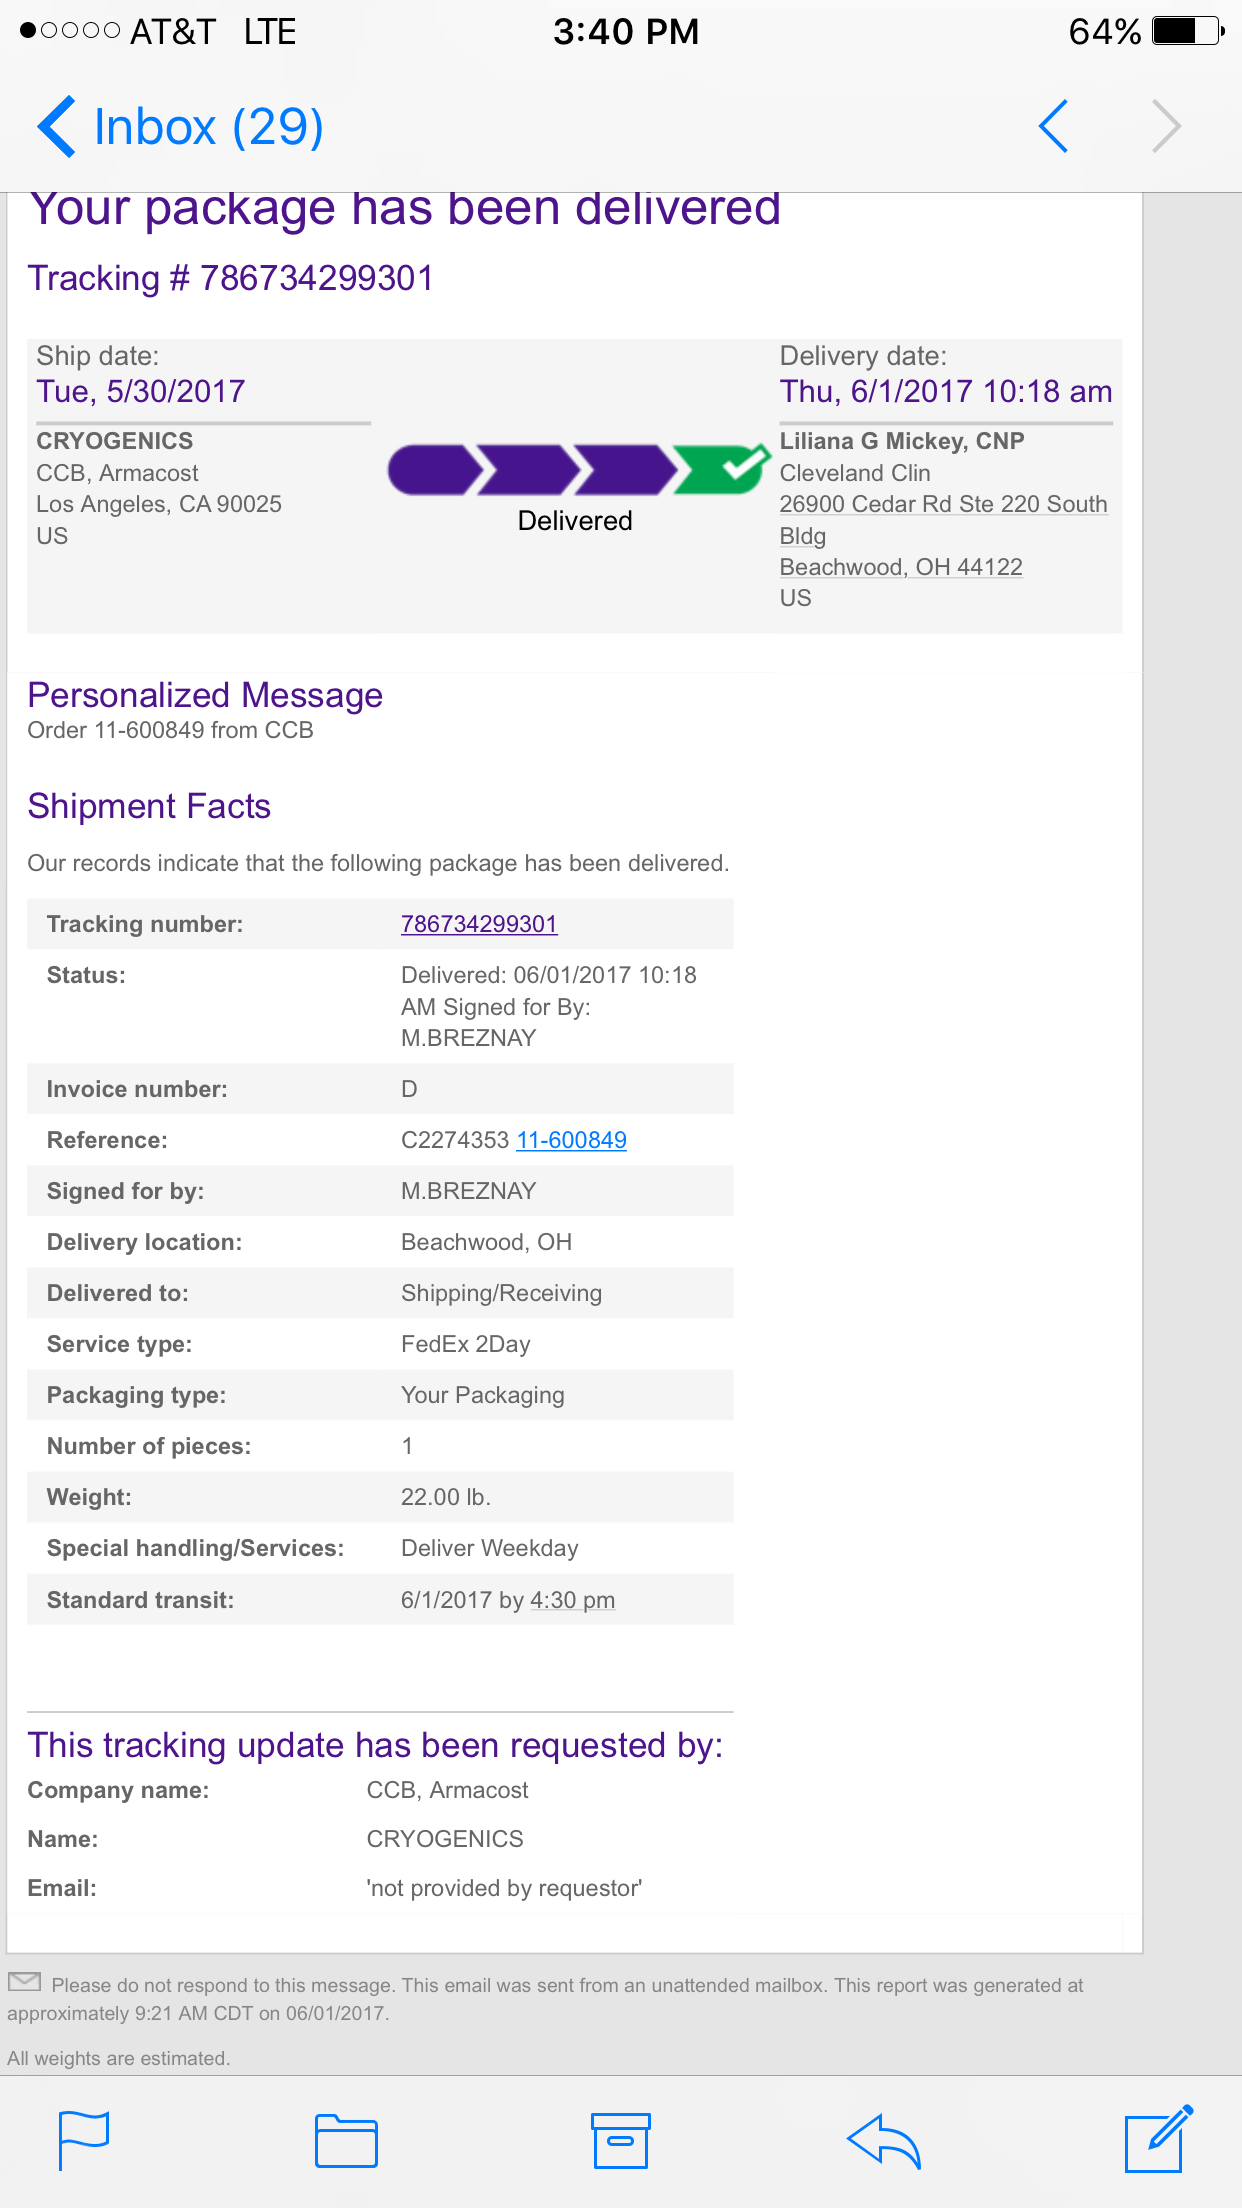 AT&T LTE 3:40 PM 64%
Inbox (29)
Your package has been delivered
Tracking # 786734299301
Ship date:
Tue, 5/30/2017
CRYOGENICS
CCB, Armacost
Los Angeles, CA 90025
US
Delivered
Delivery date:
Thu, 6/1/2017 10:18 am
Liliana G Mickey, CNP
Cleveland Clin
26900 Cedar Rd Ste 220 South
Bldg
Beachwood, OH 44122
US
Personalized Message
Order 11-600849 from CCB
Shipment Facts
Our records indicate that the following package has been delivered.
Tracking number: 786734299301
Status: Delivered: 06/01/2017 10:18
AM Signed for By:
M.BREZNAY
Invoice number: D
Reference: C2274353 11-600849
Signed for by: M.BREZNAY
Delivery location: Beachwood, OH
Delivered to: Shipping/Receiving
Service type: FedEx 2Day
Packaging type: Your Packaging
Number of pieces: 1
Weight: 22.00 lb.
Special handling/Services: Deliver Weekday
Standard transit: 6/1/2017 by 4:30 pm
This tracking update has been requested by:
Company name: CCB, Armacost
Name: CRYOGENICS
Email: 'not provided by requestor'
Please do not respond to this message. This email was sent from an unattended mailbox. This report was generated at
approximately 9:21 AM CDT on 06/01/2017.
All weights are estimated.